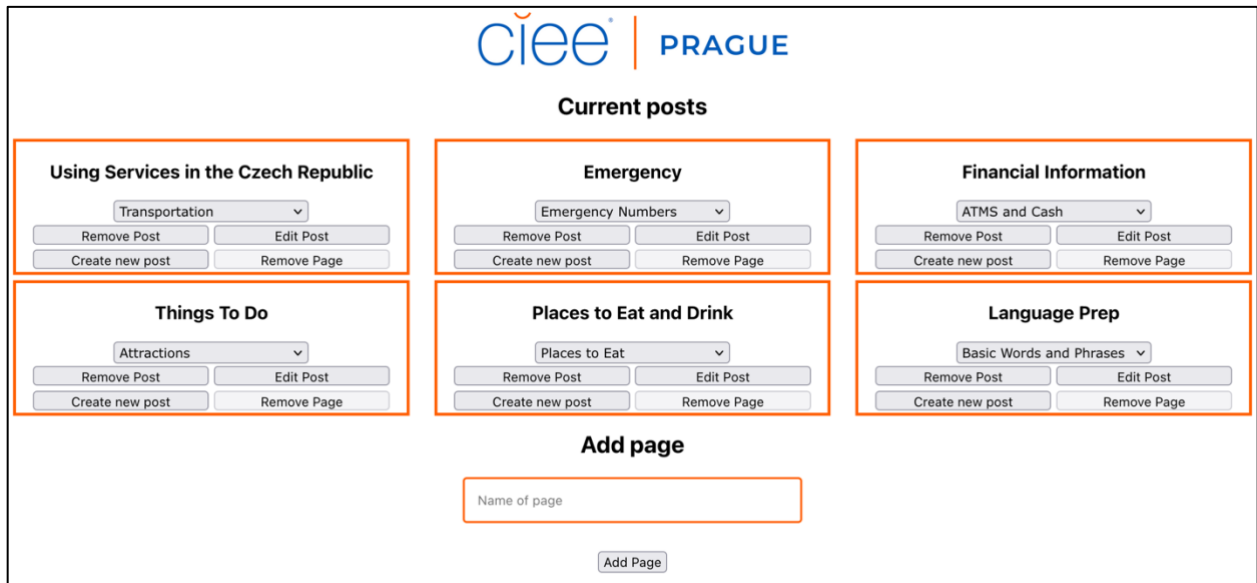 ciee® | PRAGUE
Current posts
Using Services in the Czech Republic
Transportation
Remove Post Edit Post
Create new post Remove Page
Emergency
Emergency Numbers
Remove Post Edit Post
Create new post Remove Page
Financial Information
ATMS and Cash
Remove Post Edit Post
Create new post Remove Page
Things To Do
Attractions
Remove Post Edit Post
Create new post Remove Page
Places to Eat and Drink
Places to Eat
Remove Post Edit Post
Create new post Remove Page
Language Prep
Basic Words and Phrases
Remove Post Edit Post
Create new post Remove Page
Add page
Name of page
Add Page